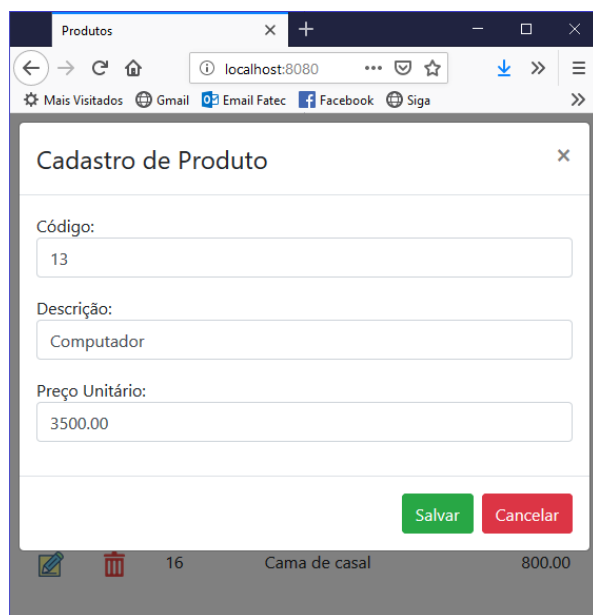 Produtos
localhost:8080
Mais Visitados Gmail Email Fatec Facebook Siga
Cadastro de Produto
Código:
13
Descrição:
Computador
Preço Unitário:
3500.00
Salvar Cancelar
16 Cama de casal 800.00